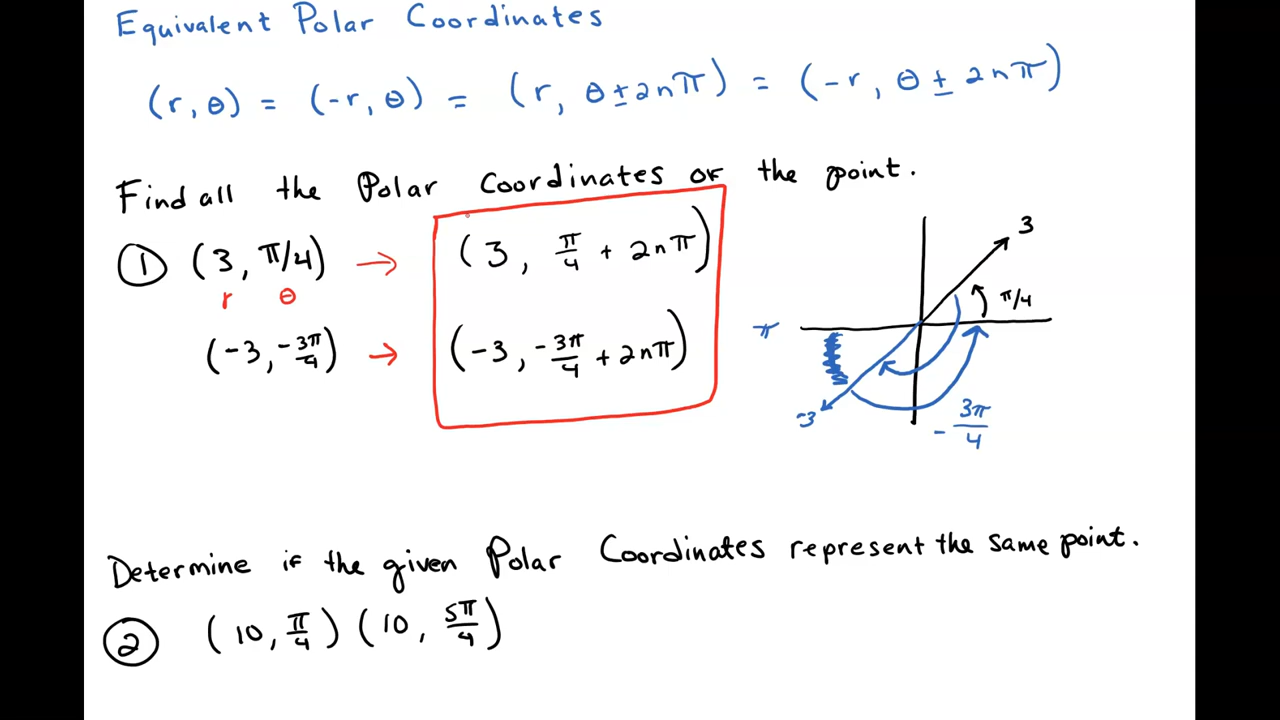 Equivalent Polar Coordinates
(r, θ) = (-r, θ) = (r, θ ± 2nπ) = (-r, θ ± 2nπ)
Find all the Polar Coordinates of the point.
① (3, π/4) → (3, π/4 + 2nπ)
r θ
(-3, -3π/4) → (-3, -3π/4 + 2nπ)
3
π/4
π
-3
-3π/4
Determine if the given Polar Coordinates represent the same point.
② (10, π/4) (10, 5π/4)